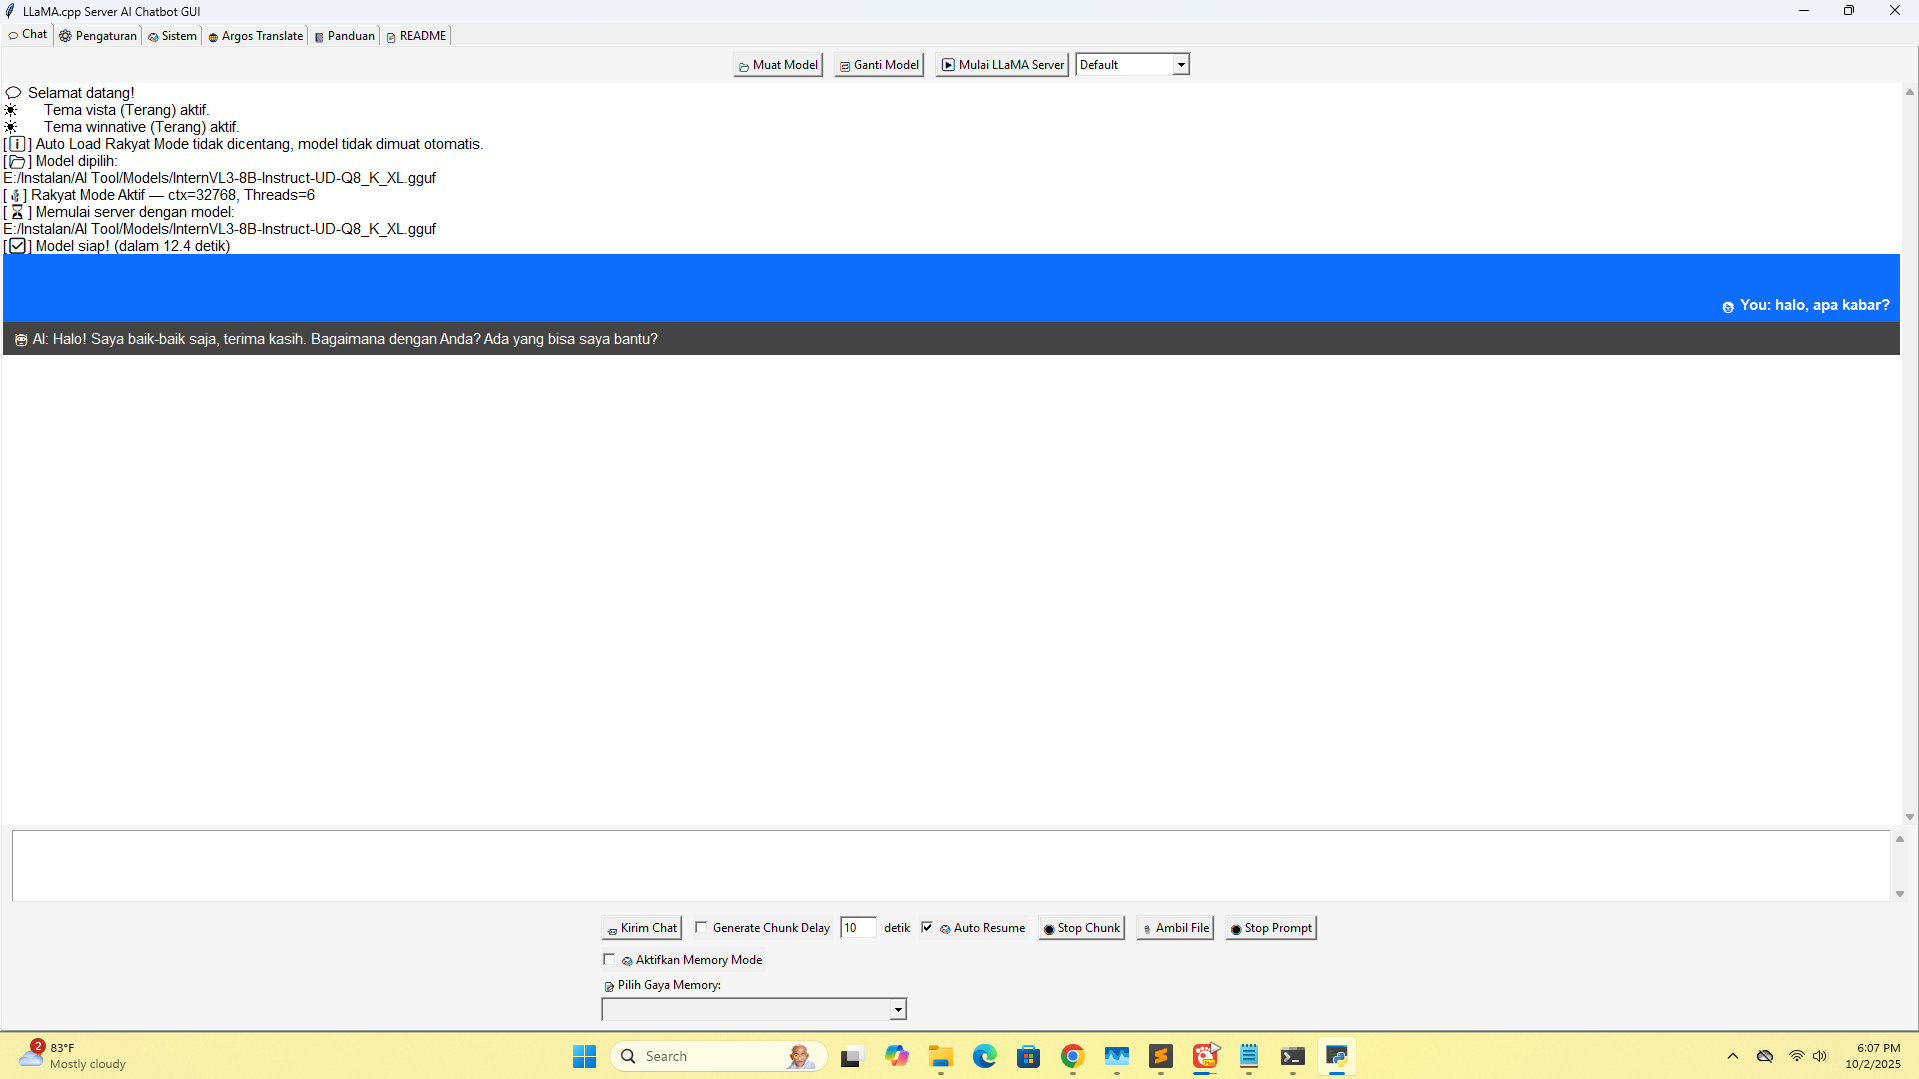 LLaMA.cpp Server AI Chatbot GUI
Chat Pengaturan Sistem Argos Translate Panduan README
Muat Model Ganti Model Mulai LLaMA Server Default
Selamat datang!
Tema vista (Terang) aktif.
Tema winnative (Terang) aktif.
[i] Auto Load Rakyat Mode tidak dicentang, model tidak dimuat otomatis.
[] Model dipilih:
E:/Instalan/AI Tool/Models/InternVL3-8B-Instruct-UD-Q8_K_XL.gguf
[] Rakyat Mode Aktif — ctx=32768, Threads=6
[] Memulai server dengan model:
E:/Instalan/AI Tool/Models/InternVL3-8B-Instruct-UD-Q8_K_XL.gguf
[] Model siap! (dalam 12.4 detik)
You: halo, apa kabar?
AI: Halo! Saya baik-baik saja, terima kasih. Bagaimana dengan Anda? Ada yang bisa saya bantu?
Kirim Chat Generate Chunk Delay 10 detik Auto Resume Stop Chunk Ambil File Stop Prompt
Aktifkan Memory Mode
Pilih Gaya Memory:
2 83°F
Mostly cloudy
Search
6:07 PM
10/2/2025